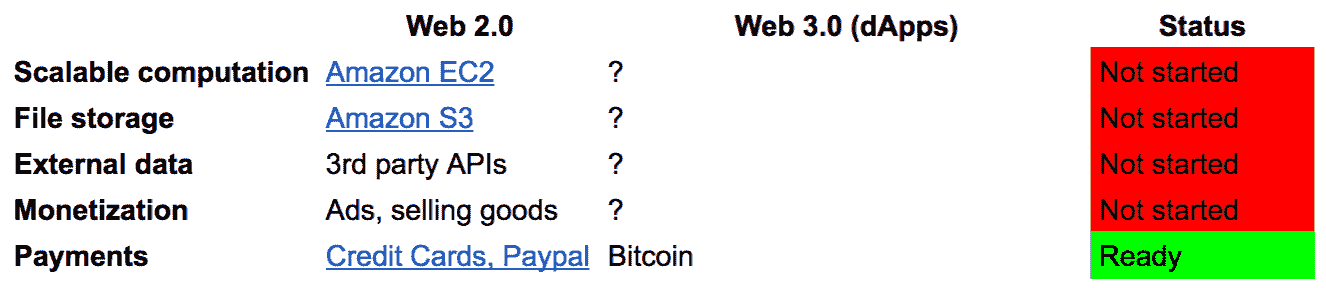 Web 2.0 Web 3.0 (dApps) Status
Scalable computation Amazon EC2 ? Not started
File storage Amazon S3 ? Not started
External data 3rd party APIs ? Not started
Monetization Ads, selling goods ? Not started
Payments Credit Cards, Paypal Bitcoin Ready